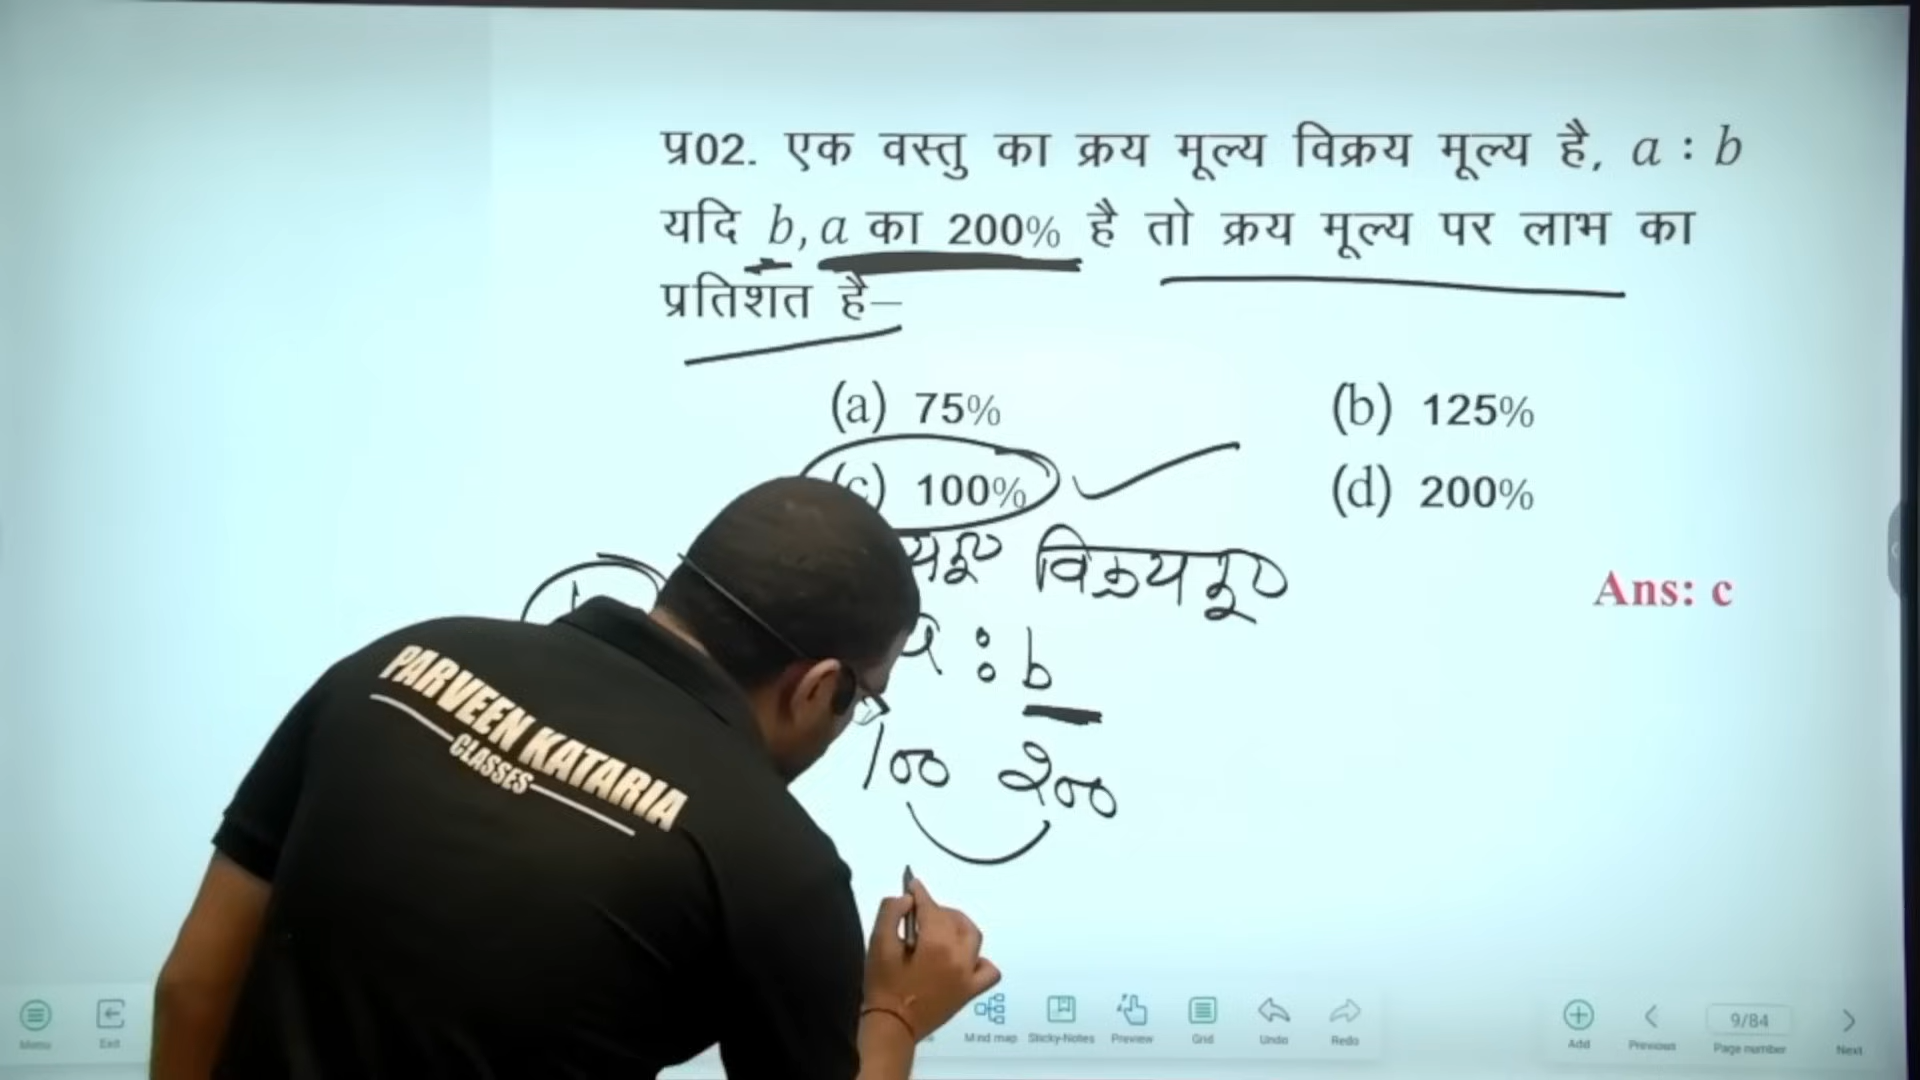 प्र02. एक वस्तु का क्रय मूल्य विक्रय मूल्य है, a : b
यदि b, a का 200% है तो क्रय मूल्य पर लाभ का
प्रतिशत है–
(a) 75% (b) 125%
(c) 100% (d) 200%
विक्रयमू०
Ans: c
: b
100 200
PARVEEN KATARIA
CLASSES
Menu Exit Mind map Sticky-Notes Preview Grid Undo Redo Add Previous 9/84 Page number Next